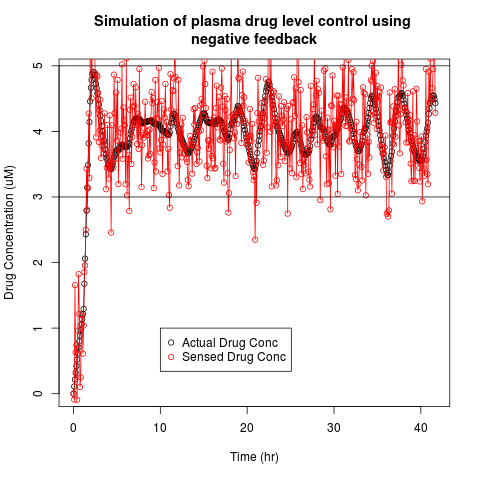 Simulation of plasma drug level control using
negative feedback
Drug Concentration (uM)
5
4
3
2
1
0
Actual Drug Conc
Sensed Drug Conc
0 10 20 30 40
Time (hr)